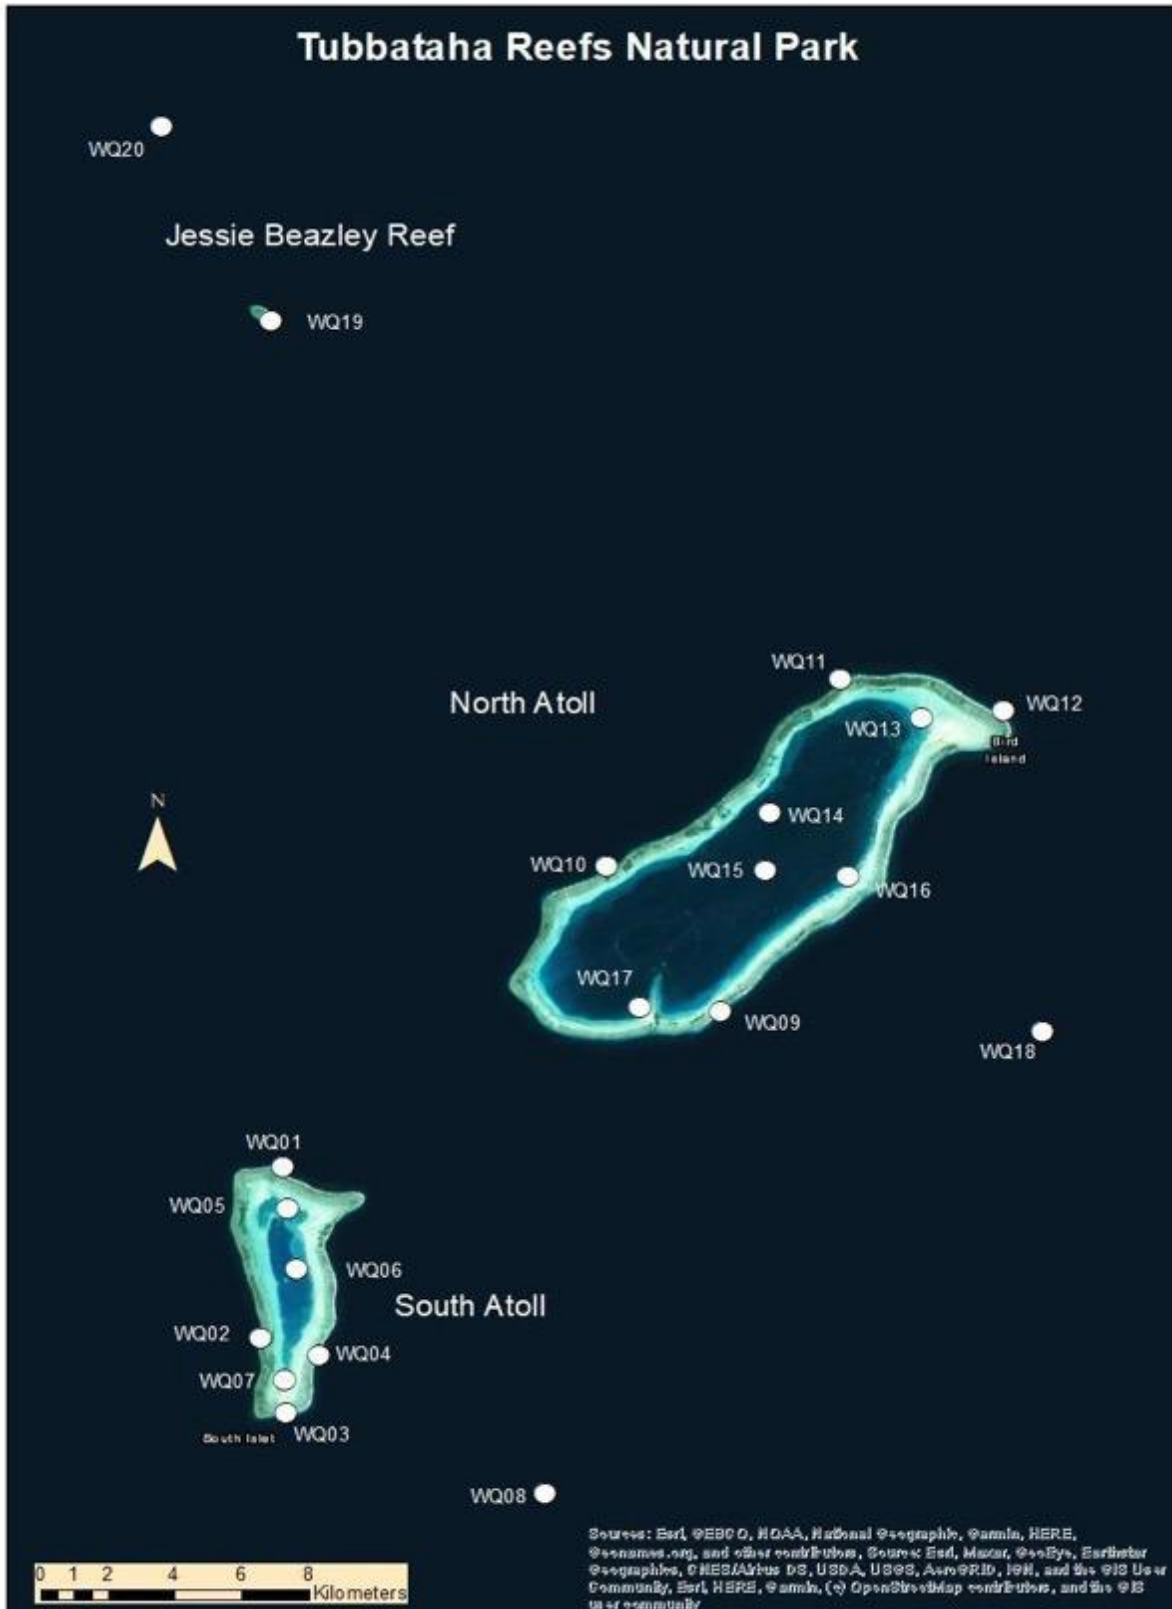 Tubbataha Reefs Natural Park
WQ20
Jessie Beazley Reef
WQ19
WQ11
North Atoll
WQ12
WQ13
Bird
Island
N
WQ14
WQ10
WQ15
WQ16
WQ17
WQ09
WQ18
WQ01
WQ05
WQ06
South Atoll
WQ02
WQ04
WQ07
WQ03
South Islet
WQ08
Sources: Esri, GEBCO, NOAA, National Geographic, Garmin, HERE,
Geonames.org, and other contributors, Source: Esri, Maxar, GeoEye, Earthstar
Geographics, CNES/Airbus DS, USDA, USGS, AeroGRID, IGN, and the GIS User
Community, Esri, HERE, Garmin, (c) OpenStreetMap contributors, and the GIS
user community
0 1 2 4 6 8
Kilometers